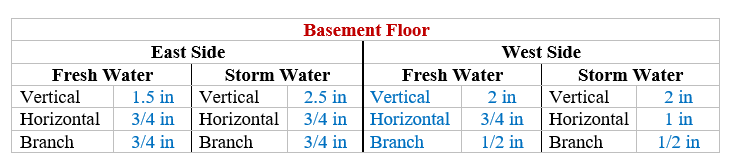 Basement Floor
East Side West Side
Fresh Water Storm Water Fresh Water Storm Water
Vertical 1.5 in Vertical 2.5 in Vertical 2 in Vertical 2 in
Horizontal 3/4 in Horizontal 3/4 in Horizontal 3/4 in Horizontal 1 in
Branch 3/4 in Branch 3/4 in Branch 1/2 in Branch 1/2 in